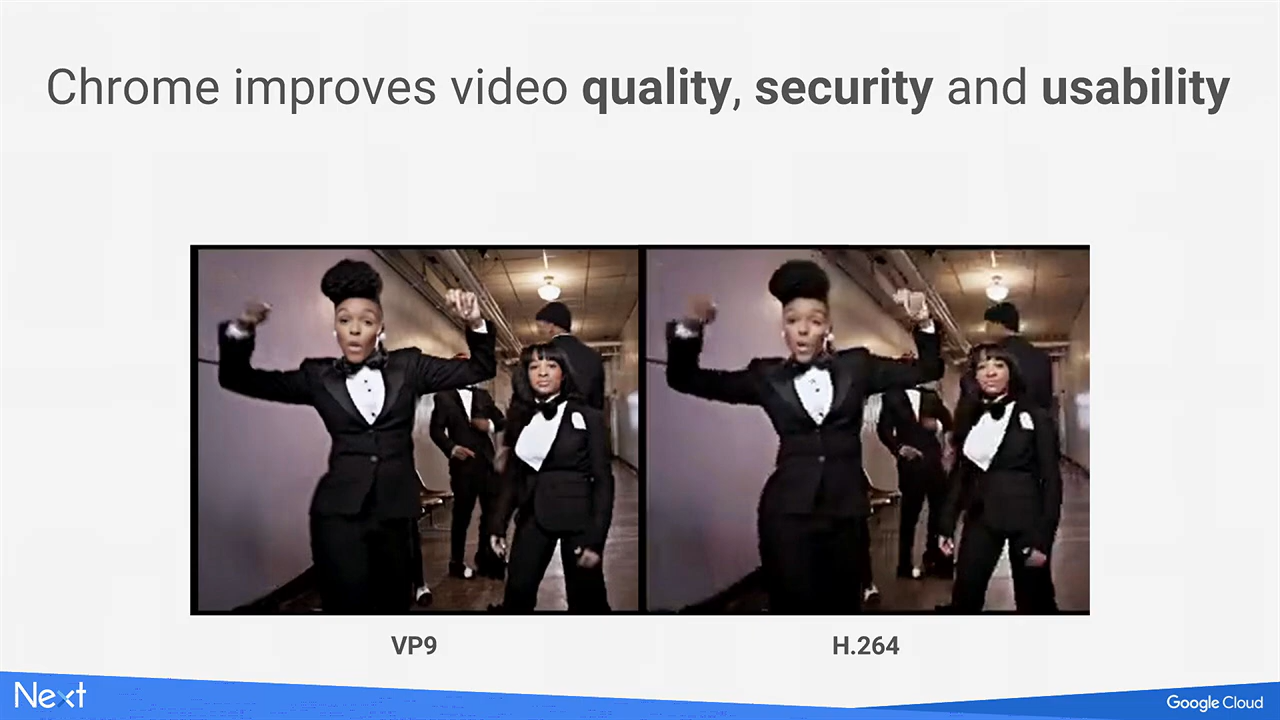 Chrome improves video quality, security and usability
VP9
H.264
Next
Google Cloud